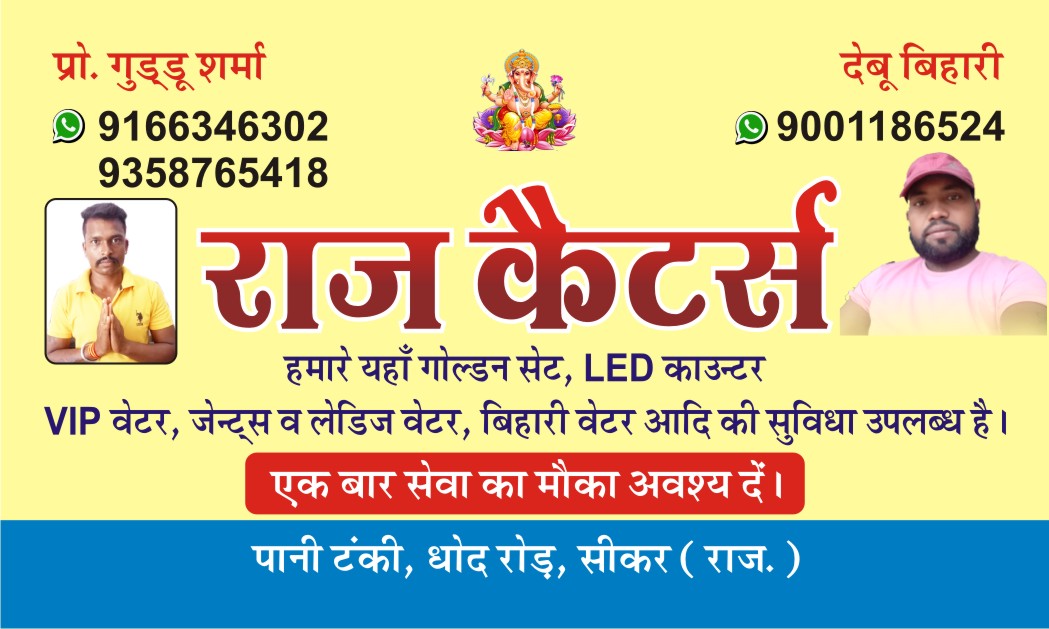 प्रो. गुड्डू शर्मा
9166346302
9358765418
देबू बिहारी
9001186524
राज कैटर्स
हमारे यहाँ गोल्डन सेट, LED काउन्टर
VIP वेटर, जेन्ट्स व लेडिज वेटर, बिहारी वेटर आदि की सुविधा उपलब्ध है।
एक बार सेवा का मौका अवश्य दें।
पानी टंकी, धोद रोड़, सीकर ( राज. )